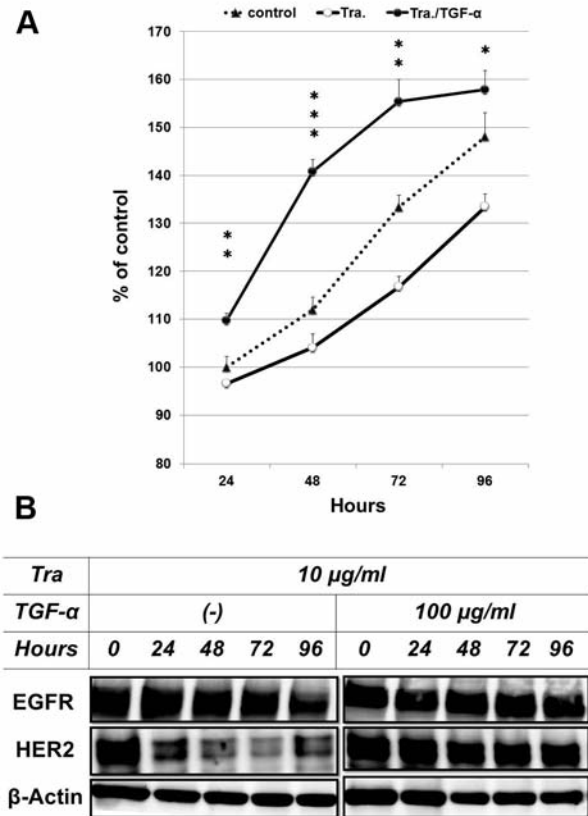 A
control Tra. Tra./TGF-α
170
160
150
140
130
120
110
100
90
80
% of control
* *
* * *
* *
*
24 48 72 96
Hours
B
Tra 10 µg/ml
TGF-α (-) 100 µg/ml
Hours 0 24 48 72 96 0 24 48 72 96
EGFR
HER2
β-Actin